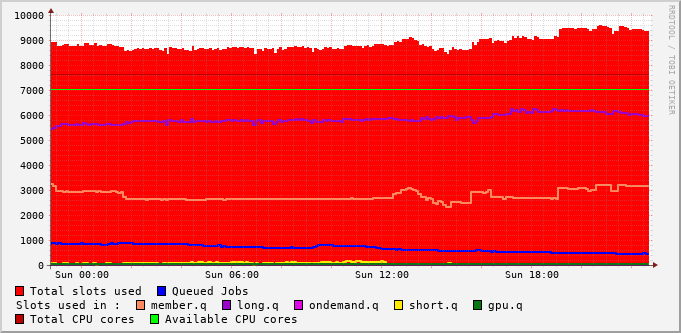 10000
9000
8000
7000
6000
5000
4000
3000
2000
1000
0
Sun 00:00 Sun 06:00 Sun 12:00 Sun 18:00
RRDTOOL / TOBI OETIKER
Total slots used Queued Jobs
Slots used in : member.q long.q ondemand.q short.q gpu.q
Total CPU cores Available CPU cores